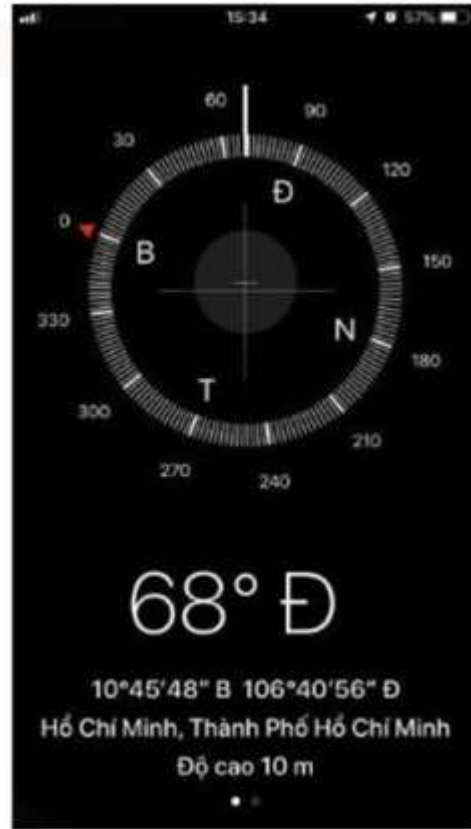 15:34 57%
60 90
30 120
0 Đ
B 150
330 N
T 180
300 210
270 240
68° Đ
10°45'48" B 106°40'56" Đ
Hồ Chí Minh, Thành Phố Hồ Chí Minh
Độ cao 10 m